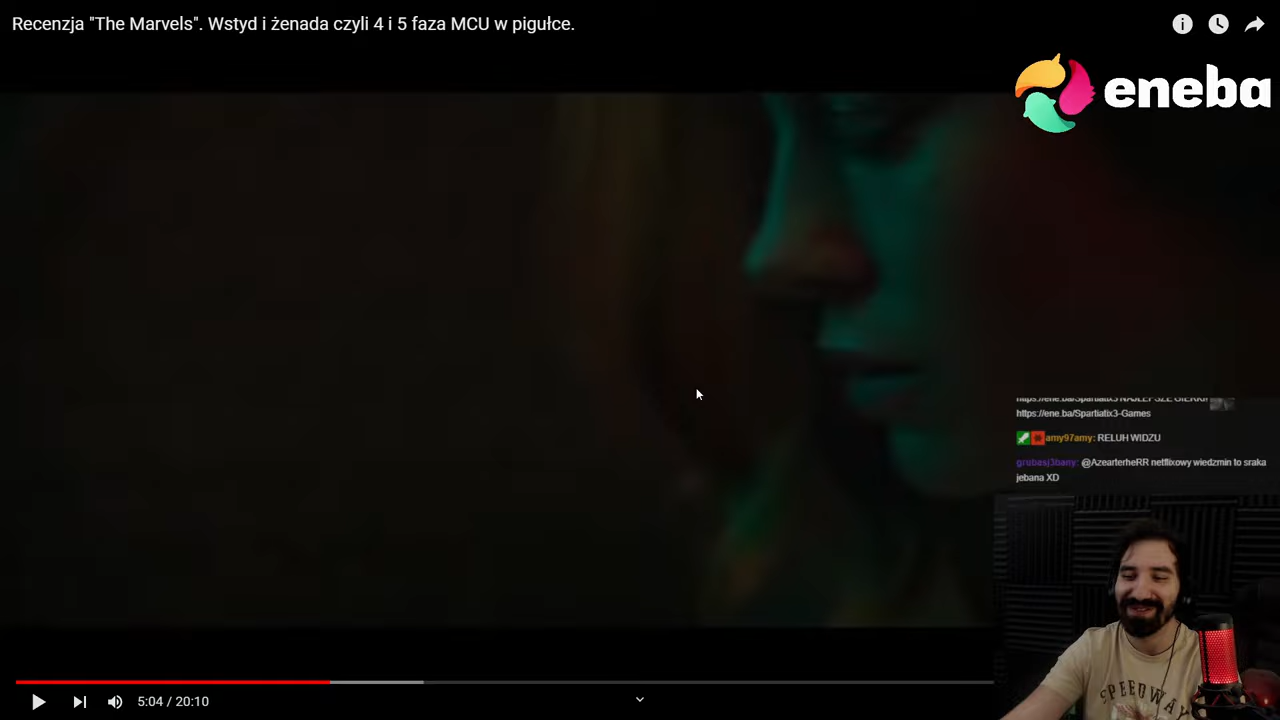 Recenzja "The Marvels". Wstyd i żenada czyli 4 i 5 faza MCU w pigułce.
eneba
https://ene.ba/Spartiatix3-Games
amy97amy: RELUH WIDZU
grubasj3bany: @AzearterheRR netflixowy wiedzmin to sraka
jebana XD
SPEEDWAY
5:04 / 20:10